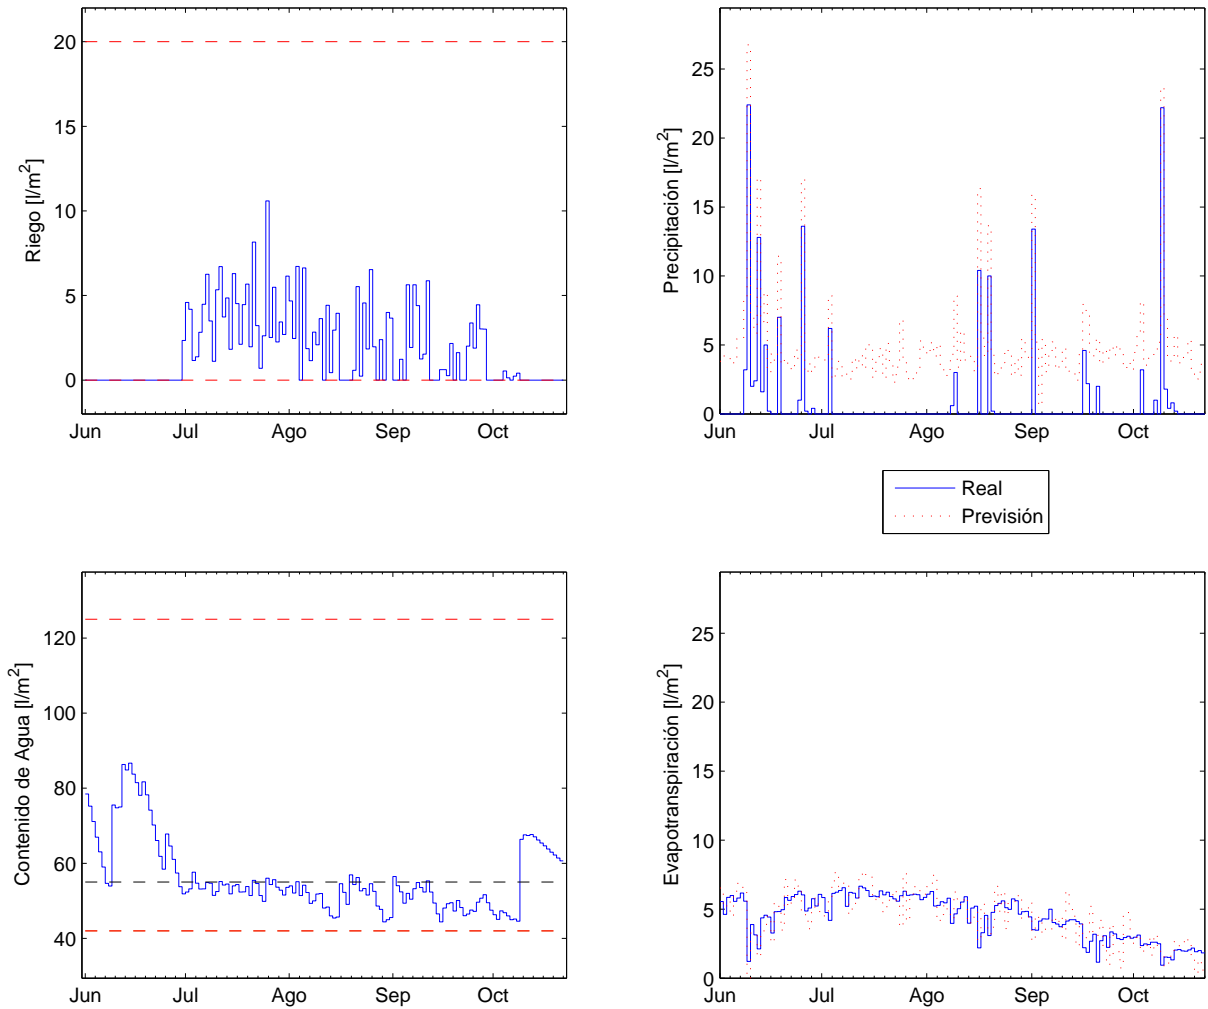 Riego [l/m2]
20
15
10
5
0
Jun Jul Ago Sep Oct
Precipitación [l/m2]
25
20
15
10
5
0
Jun Jul Ago Sep Oct
Real
Previsión
Contenido de Agua [l/m2]
120
100
80
60
40
Jun Jul Ago Sep Oct
Evapotranspiración [l/m2]
25
20
15
10
5
0
Jun Jul Ago Sep Oct